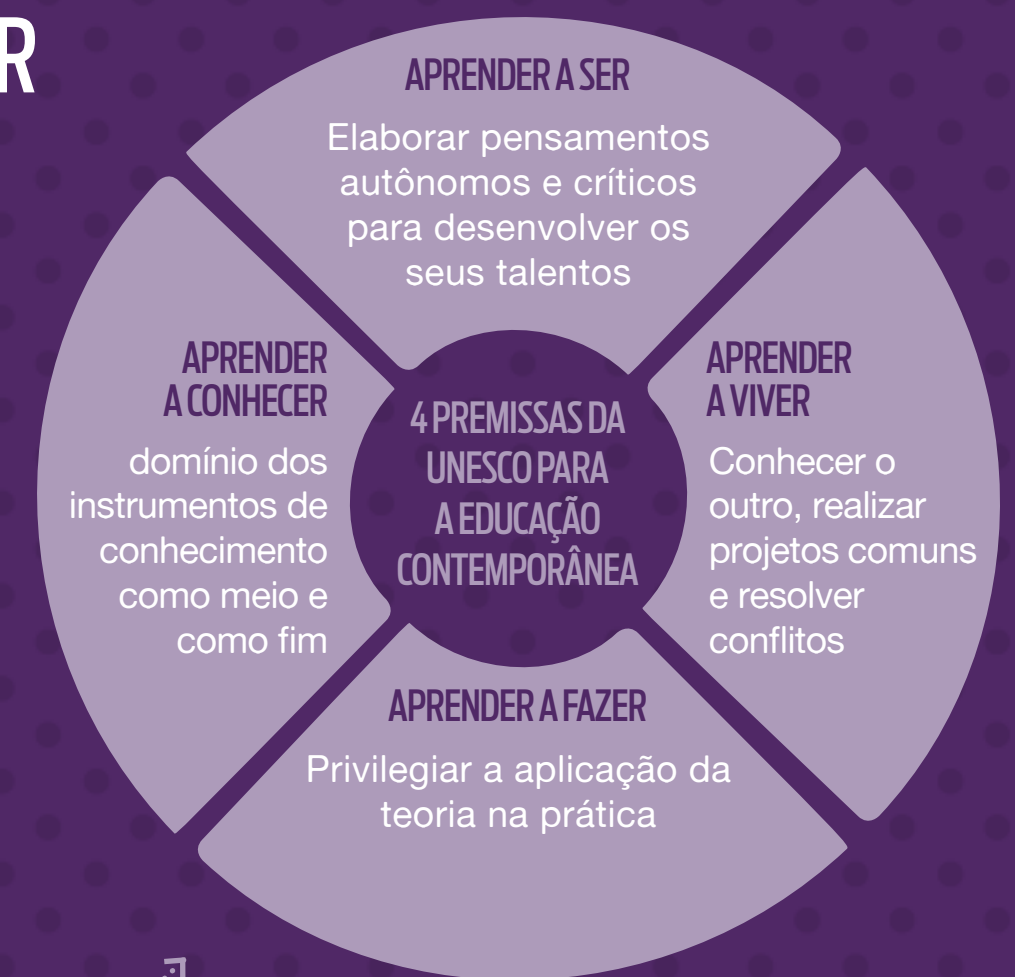 R
APRENDER A SER
Elaborar pensamentos
autônomos e críticos
para desenvolver os
seus talentos
APRENDER
A CONHECER
domínio dos
instrumentos de
conhecimento
como meio e
como fim
4 PREMISSAS DA
UNESCO PARA
A EDUCAÇÃO
CONTEMPORÂNEA
APRENDER
A VIVER
Conhecer o
outro, realizar
projetos comuns
e resolver
conflitos
APRENDER A FAZER
Privilegiar a aplicação da
teoria na prática